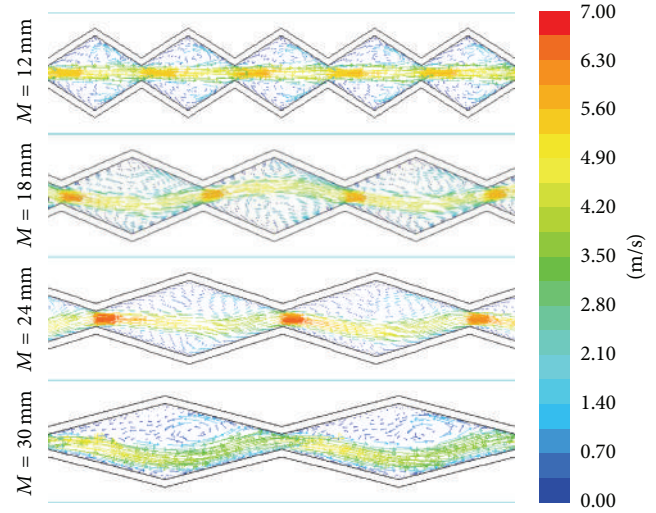 M = 12 mm
M = 18 mm
M = 24 mm
M = 30 mm
7.00
6.30
5.60
4.90
4.20
3.50
2.80
2.10
1.40
0.70
0.00
(m/s)